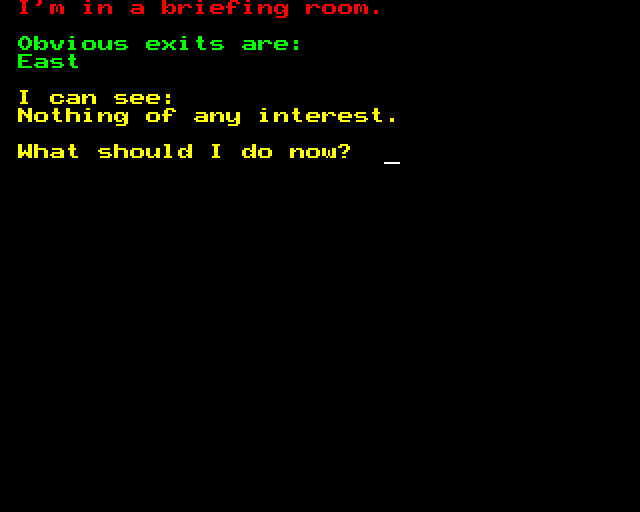 I'm in a briefing room.
Obvious exits are:
East
I can see:
Nothing of any interest.
What should I do now? _